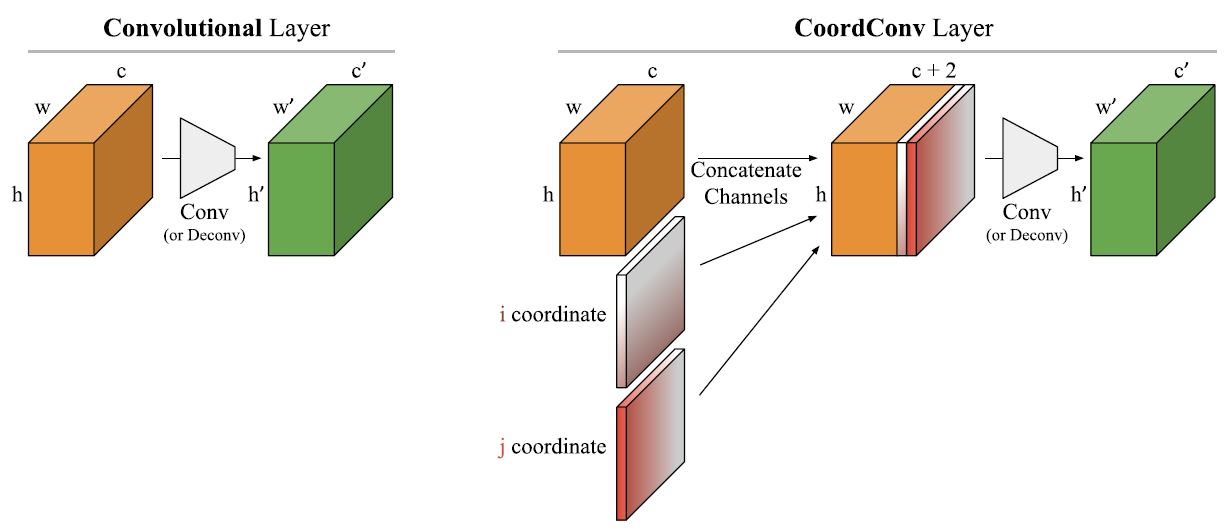 Convolutional Layer
c
c′
w
w′
h
h′
Conv
(or Deconv)
CoordConv Layer
c
c + 2
c′
w
w
w′
h
Concatenate
Channels
h
h′
Conv
(or Deconv)
i coordinate
j coordinate